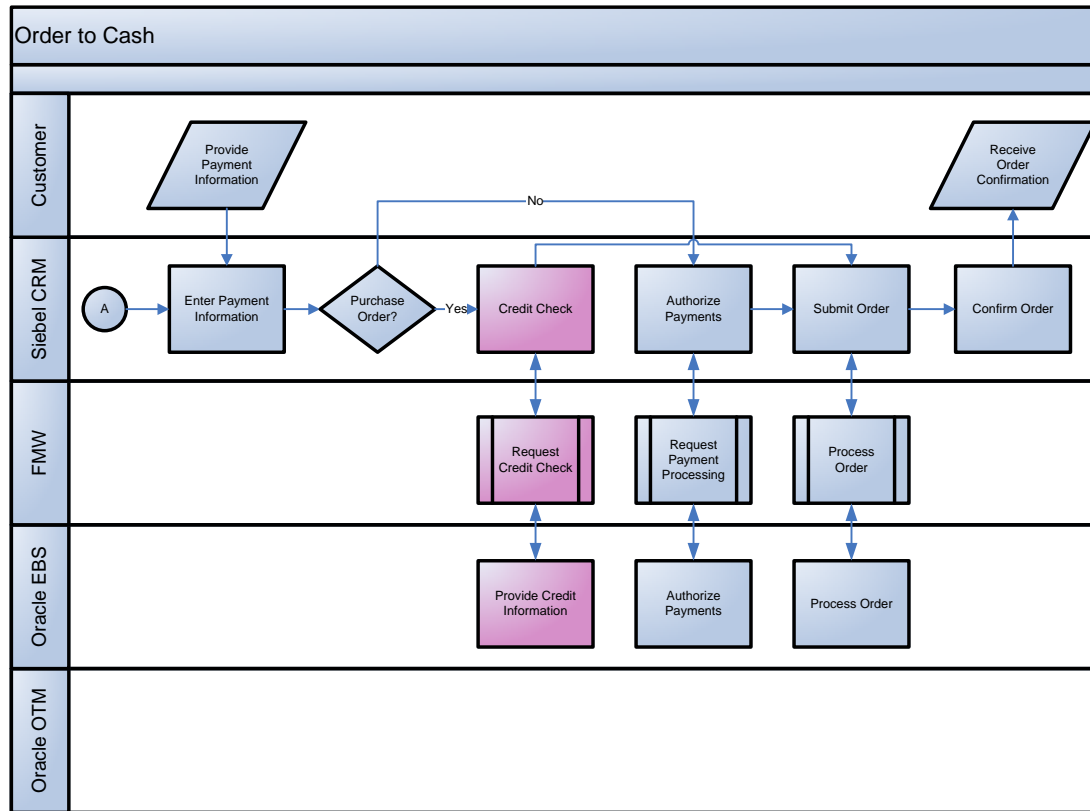 Order to Cash
Customer
Provide
Payment
Information
Receive
Order
Confirmation
No
Siebel CRM
A
Enter Payment
Information
Purchase
Order?
Yes
Credit Check
Authorize
Payments
Submit Order
Confirm Order
FMW
Request
Credit Check
Request
Payment
Processing
Process
Order
Oracle EBS
Provide Credit
Information
Authorize
Payments
Process Order
Oracle OTM